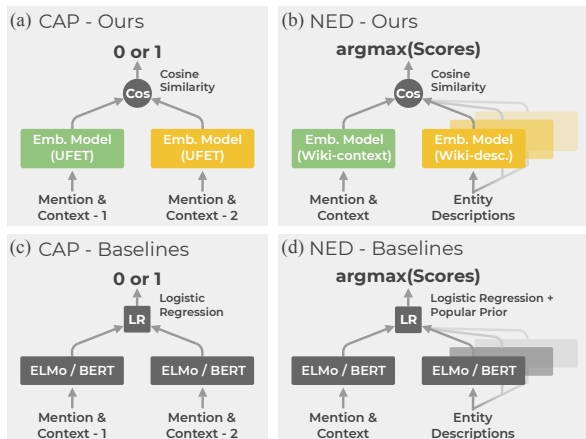 (a) CAP - Ours
0 or 1
Cosine
Similarity
Cos
Emb. Model
(UFET)
Emb. Model
(UFET)
Mention &
Context - 1
Mention &
Context - 2
(b) NED - Ours
argmax(Scores)
Cosine
Similarity
Cos
Emb. Model
(Wiki-context)
Emb. Model
(Wiki-desc.)
Mention &
Context
Entity
Descriptions
(c) CAP - Baselines
0 or 1
Logistic
Regression
LR
ELMo / BERT
ELMo / BERT
Mention &
Context - 1
Mention &
Context - 2
(d) NED - Baselines
argmax(Scores)
Logistic Regression +
Popular Prior
LR
ELMo / BERT
ELMo / BERT
Mention &
Context
Entity
Descriptions